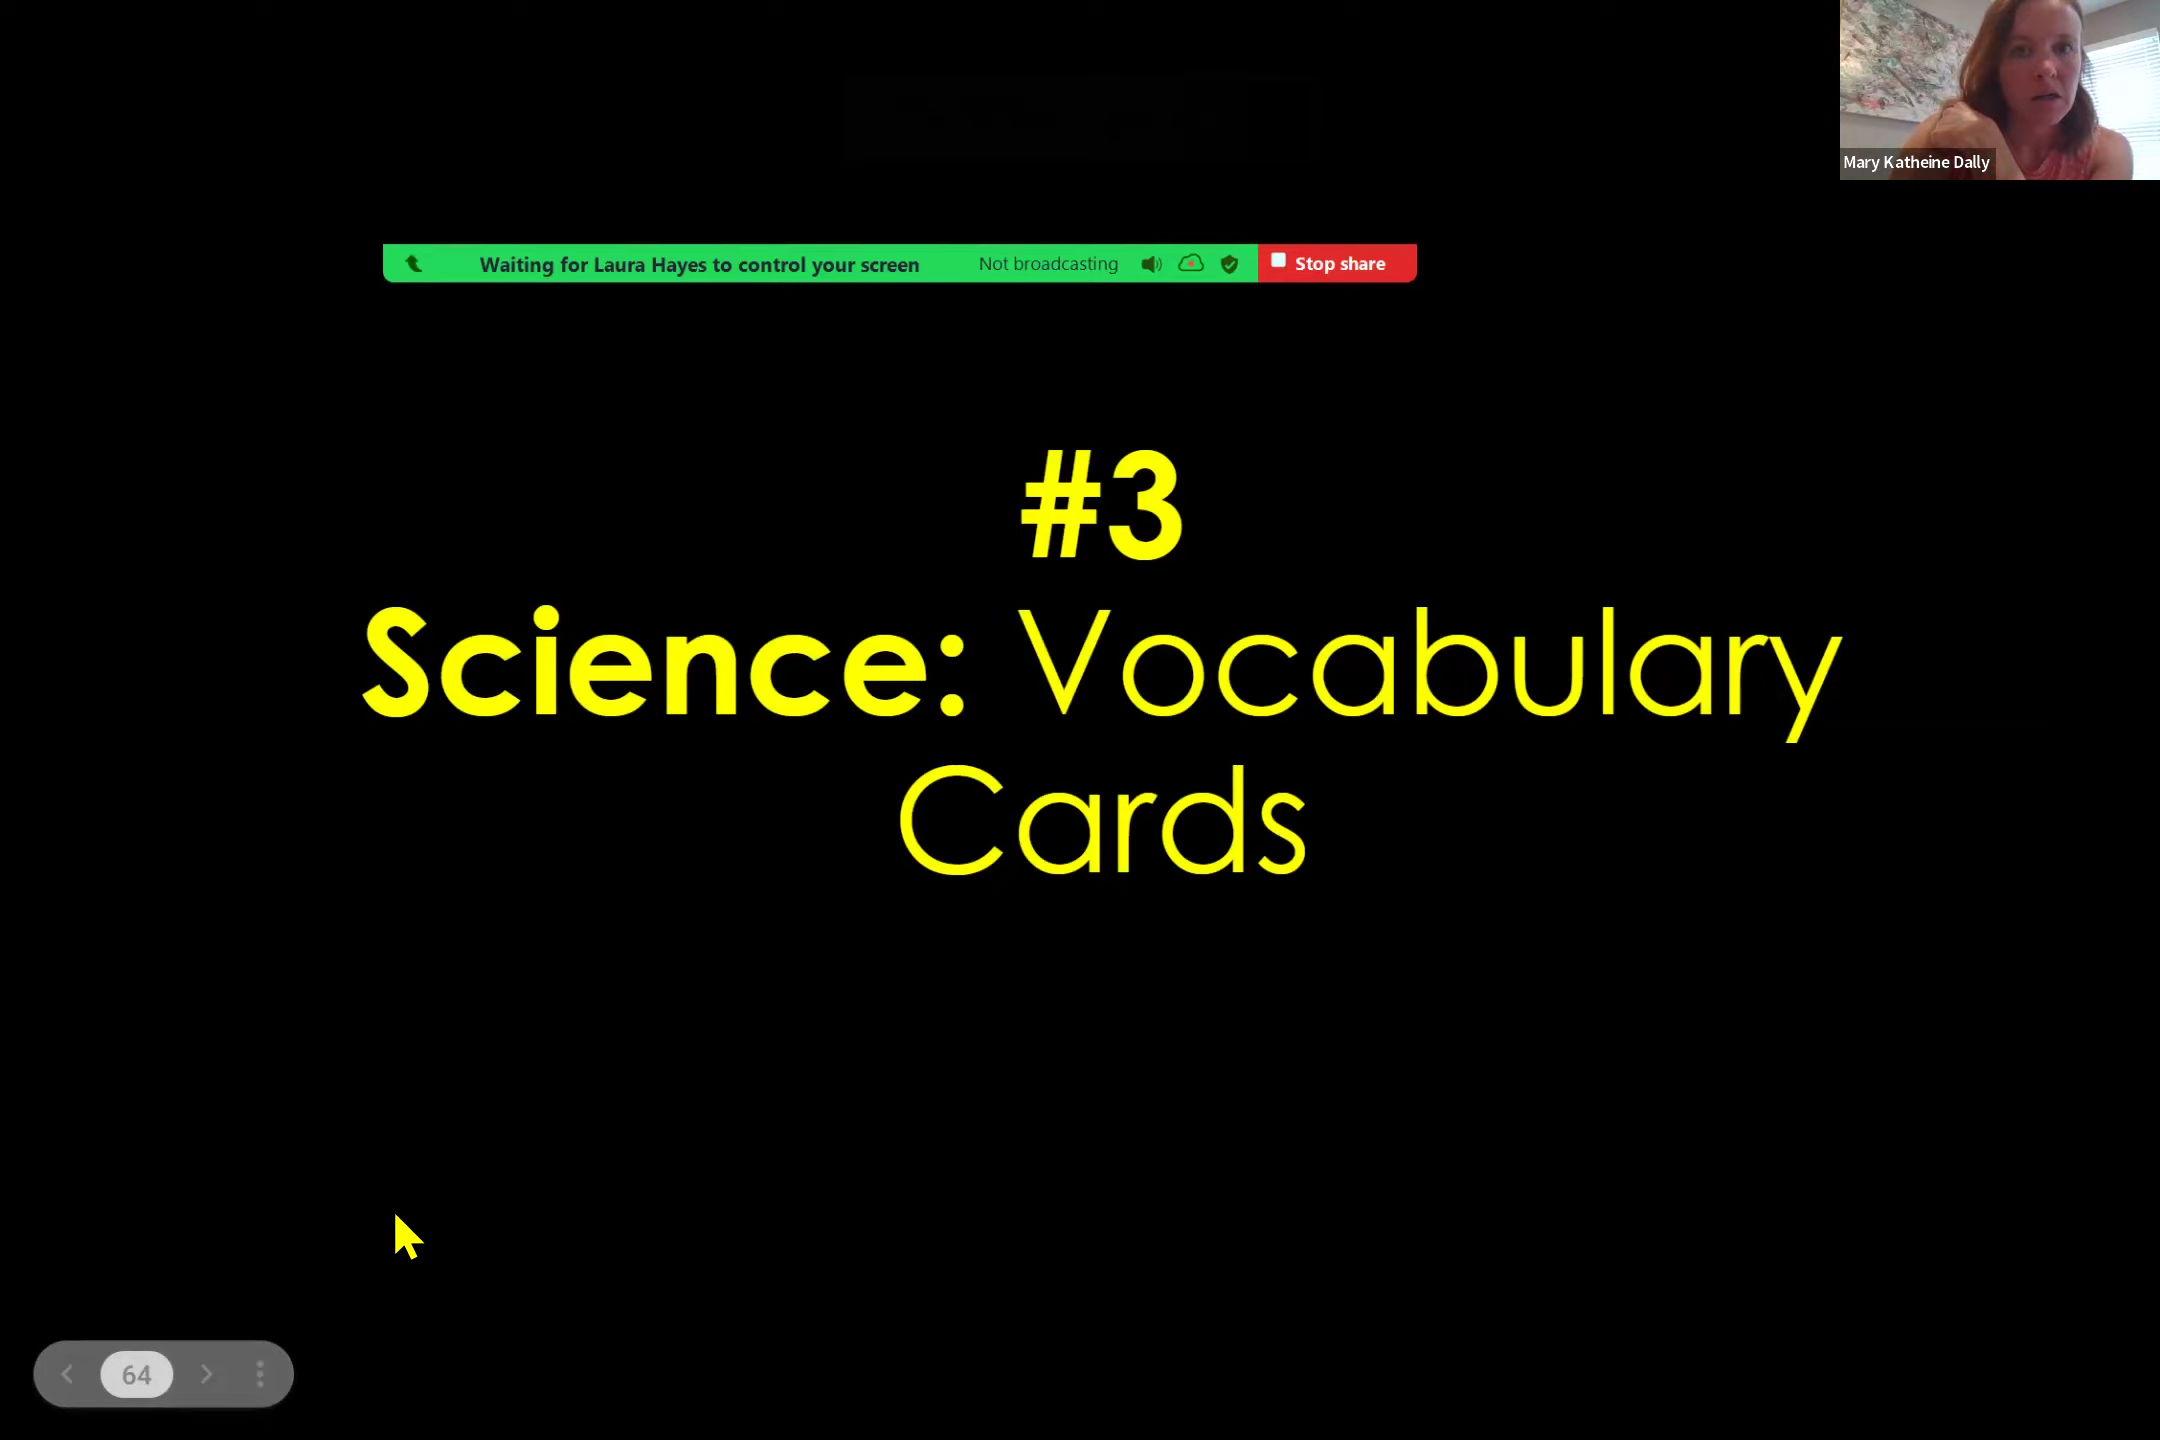 Mary Katheine Dally
Waiting for Laura Hayes to control your screen Not broadcasting Stop share
#3
Science: Vocabulary
Cards
64